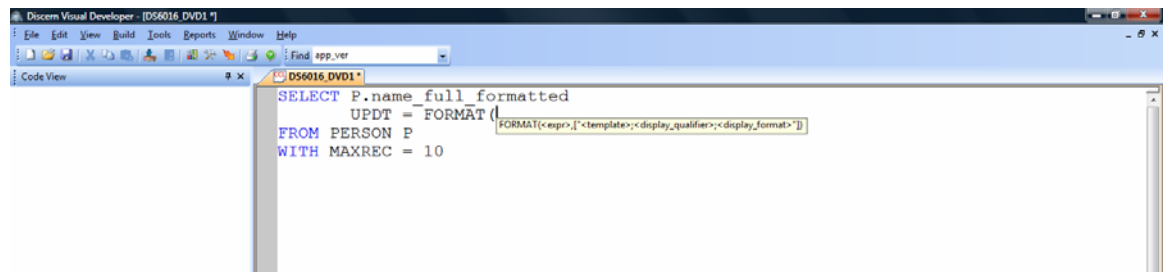 Discern Visual Developer - [DS6016_DVD1 *]
File Edit View Build Tools Reports Window Help
Find app_ver
Code View
DS6016_DVD1 *
SELECT P.name_full_formatted
UPDT = FORMAT(
FORMAT(<expr>,["<template>;<display_qualifier>;<display_format>"])
FROM PERSON P
WITH MAXREC = 10